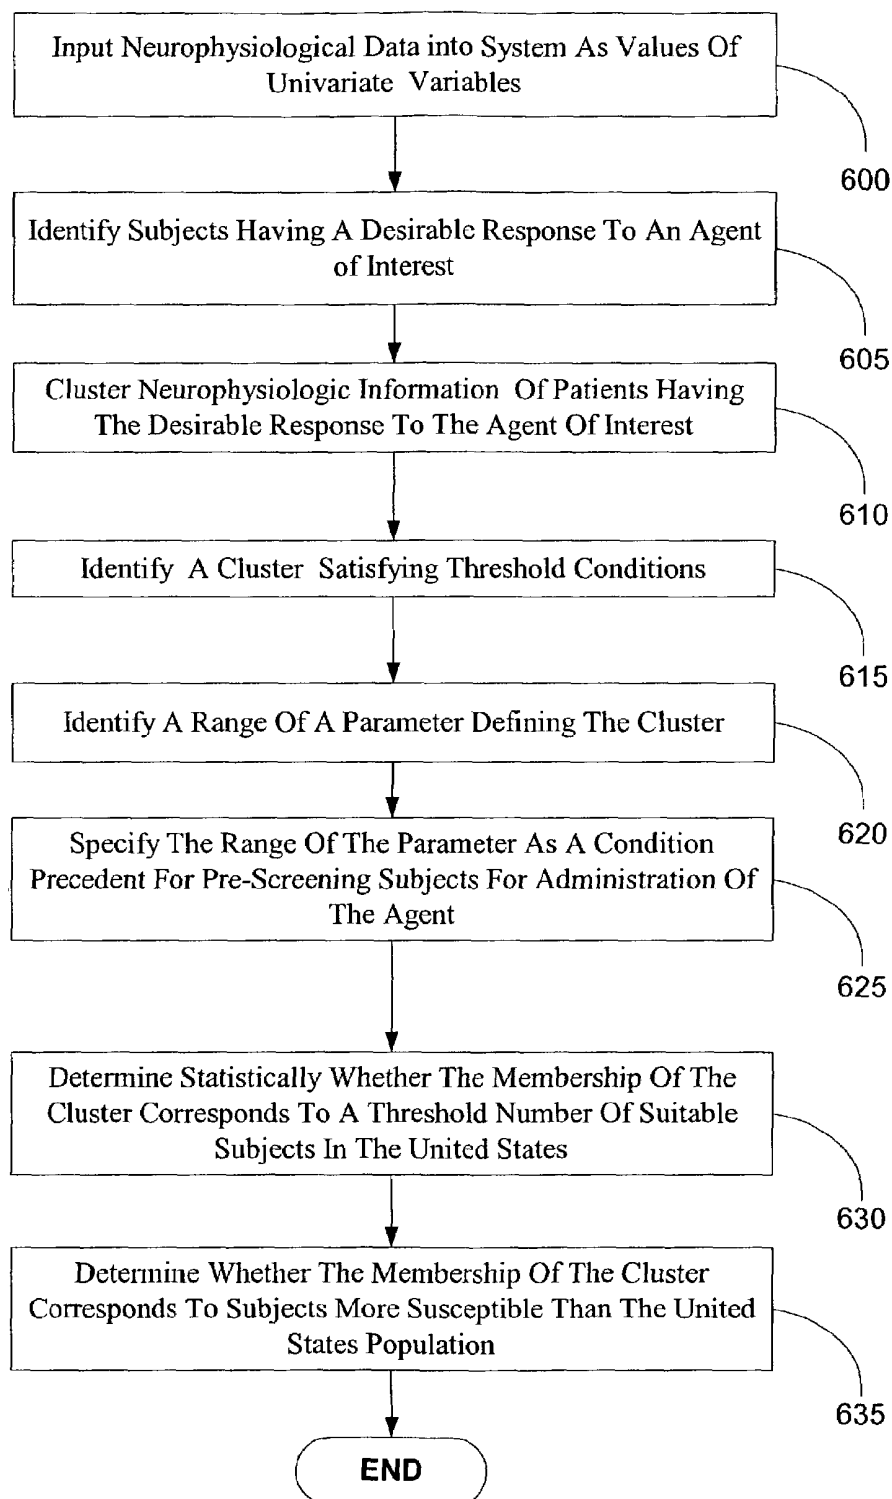 Input Neurophysiological Data into System As Values Of
Univariate Variables
600
Identify Subjects Having A Desirable Response To An Agent
of Interest
605
Cluster Neurophysiologic Information Of Patients Having
The Desirable Response To The Agent Of Interest
610
Identify A Cluster Satisfying Threshold Conditions
615
Identify A Range Of A Parameter Defining The Cluster
620
Specify The Range Of The Parameter As A Condition
Precedent For Pre-Screening Subjects For Administration Of
The Agent
625
Determine Statistically Whether The Membership Of The
Cluster Corresponds To A Threshold Number Of Suitable
Subjects In The United States
630
Determine Whether The Membership Of The Cluster
Corresponds To Subjects More Susceptible Than The United
States Population
635
END